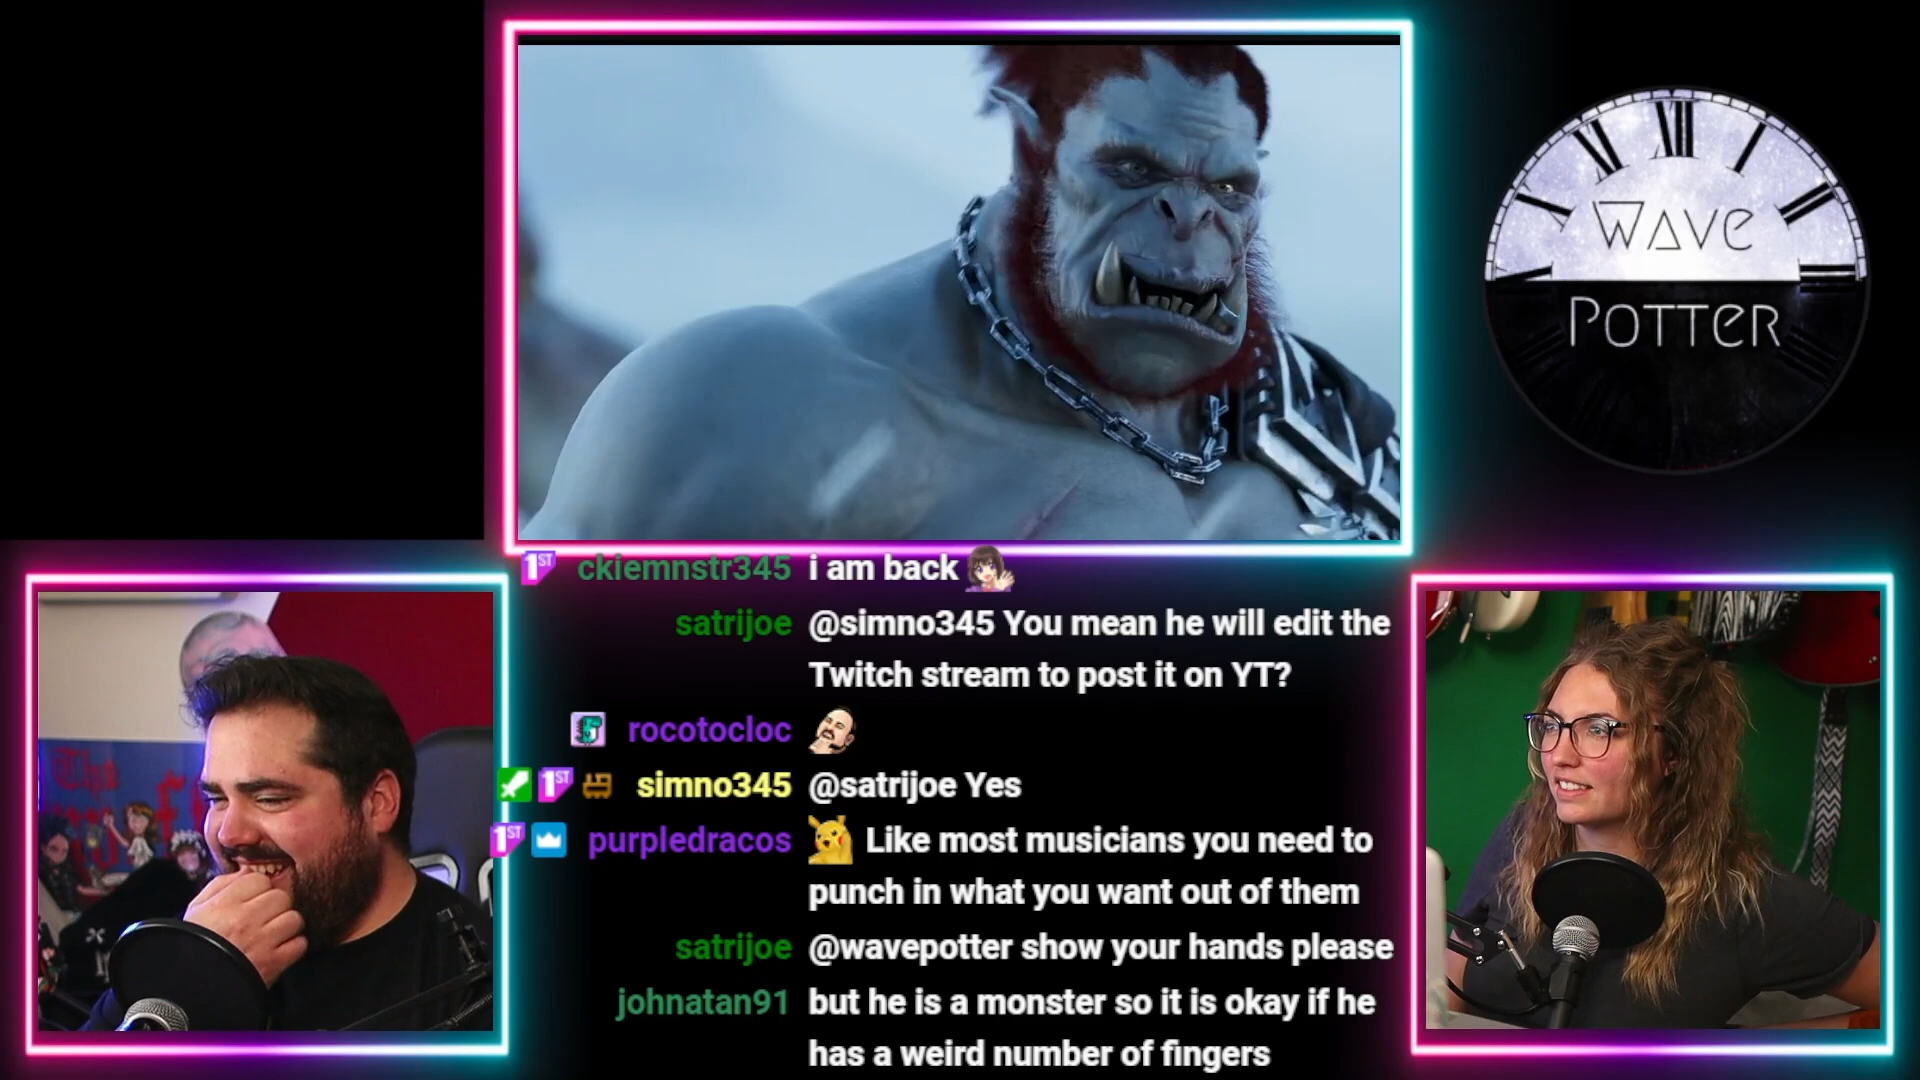 WAVE
POTTER
1ST ckiemnstr345 i am back
satrijoe @simno345 You mean he will edit the
Twitch stream to post it on YT?
rocotocloc
1ST simno345 @satrijoe Yes
1ST purpledracos Like most musicians you need to
punch in what you want out of them
satrijoe @wavepotter show your hands please
johnatan91 but he is a monster so it is okay if he
has a weird number of fingers